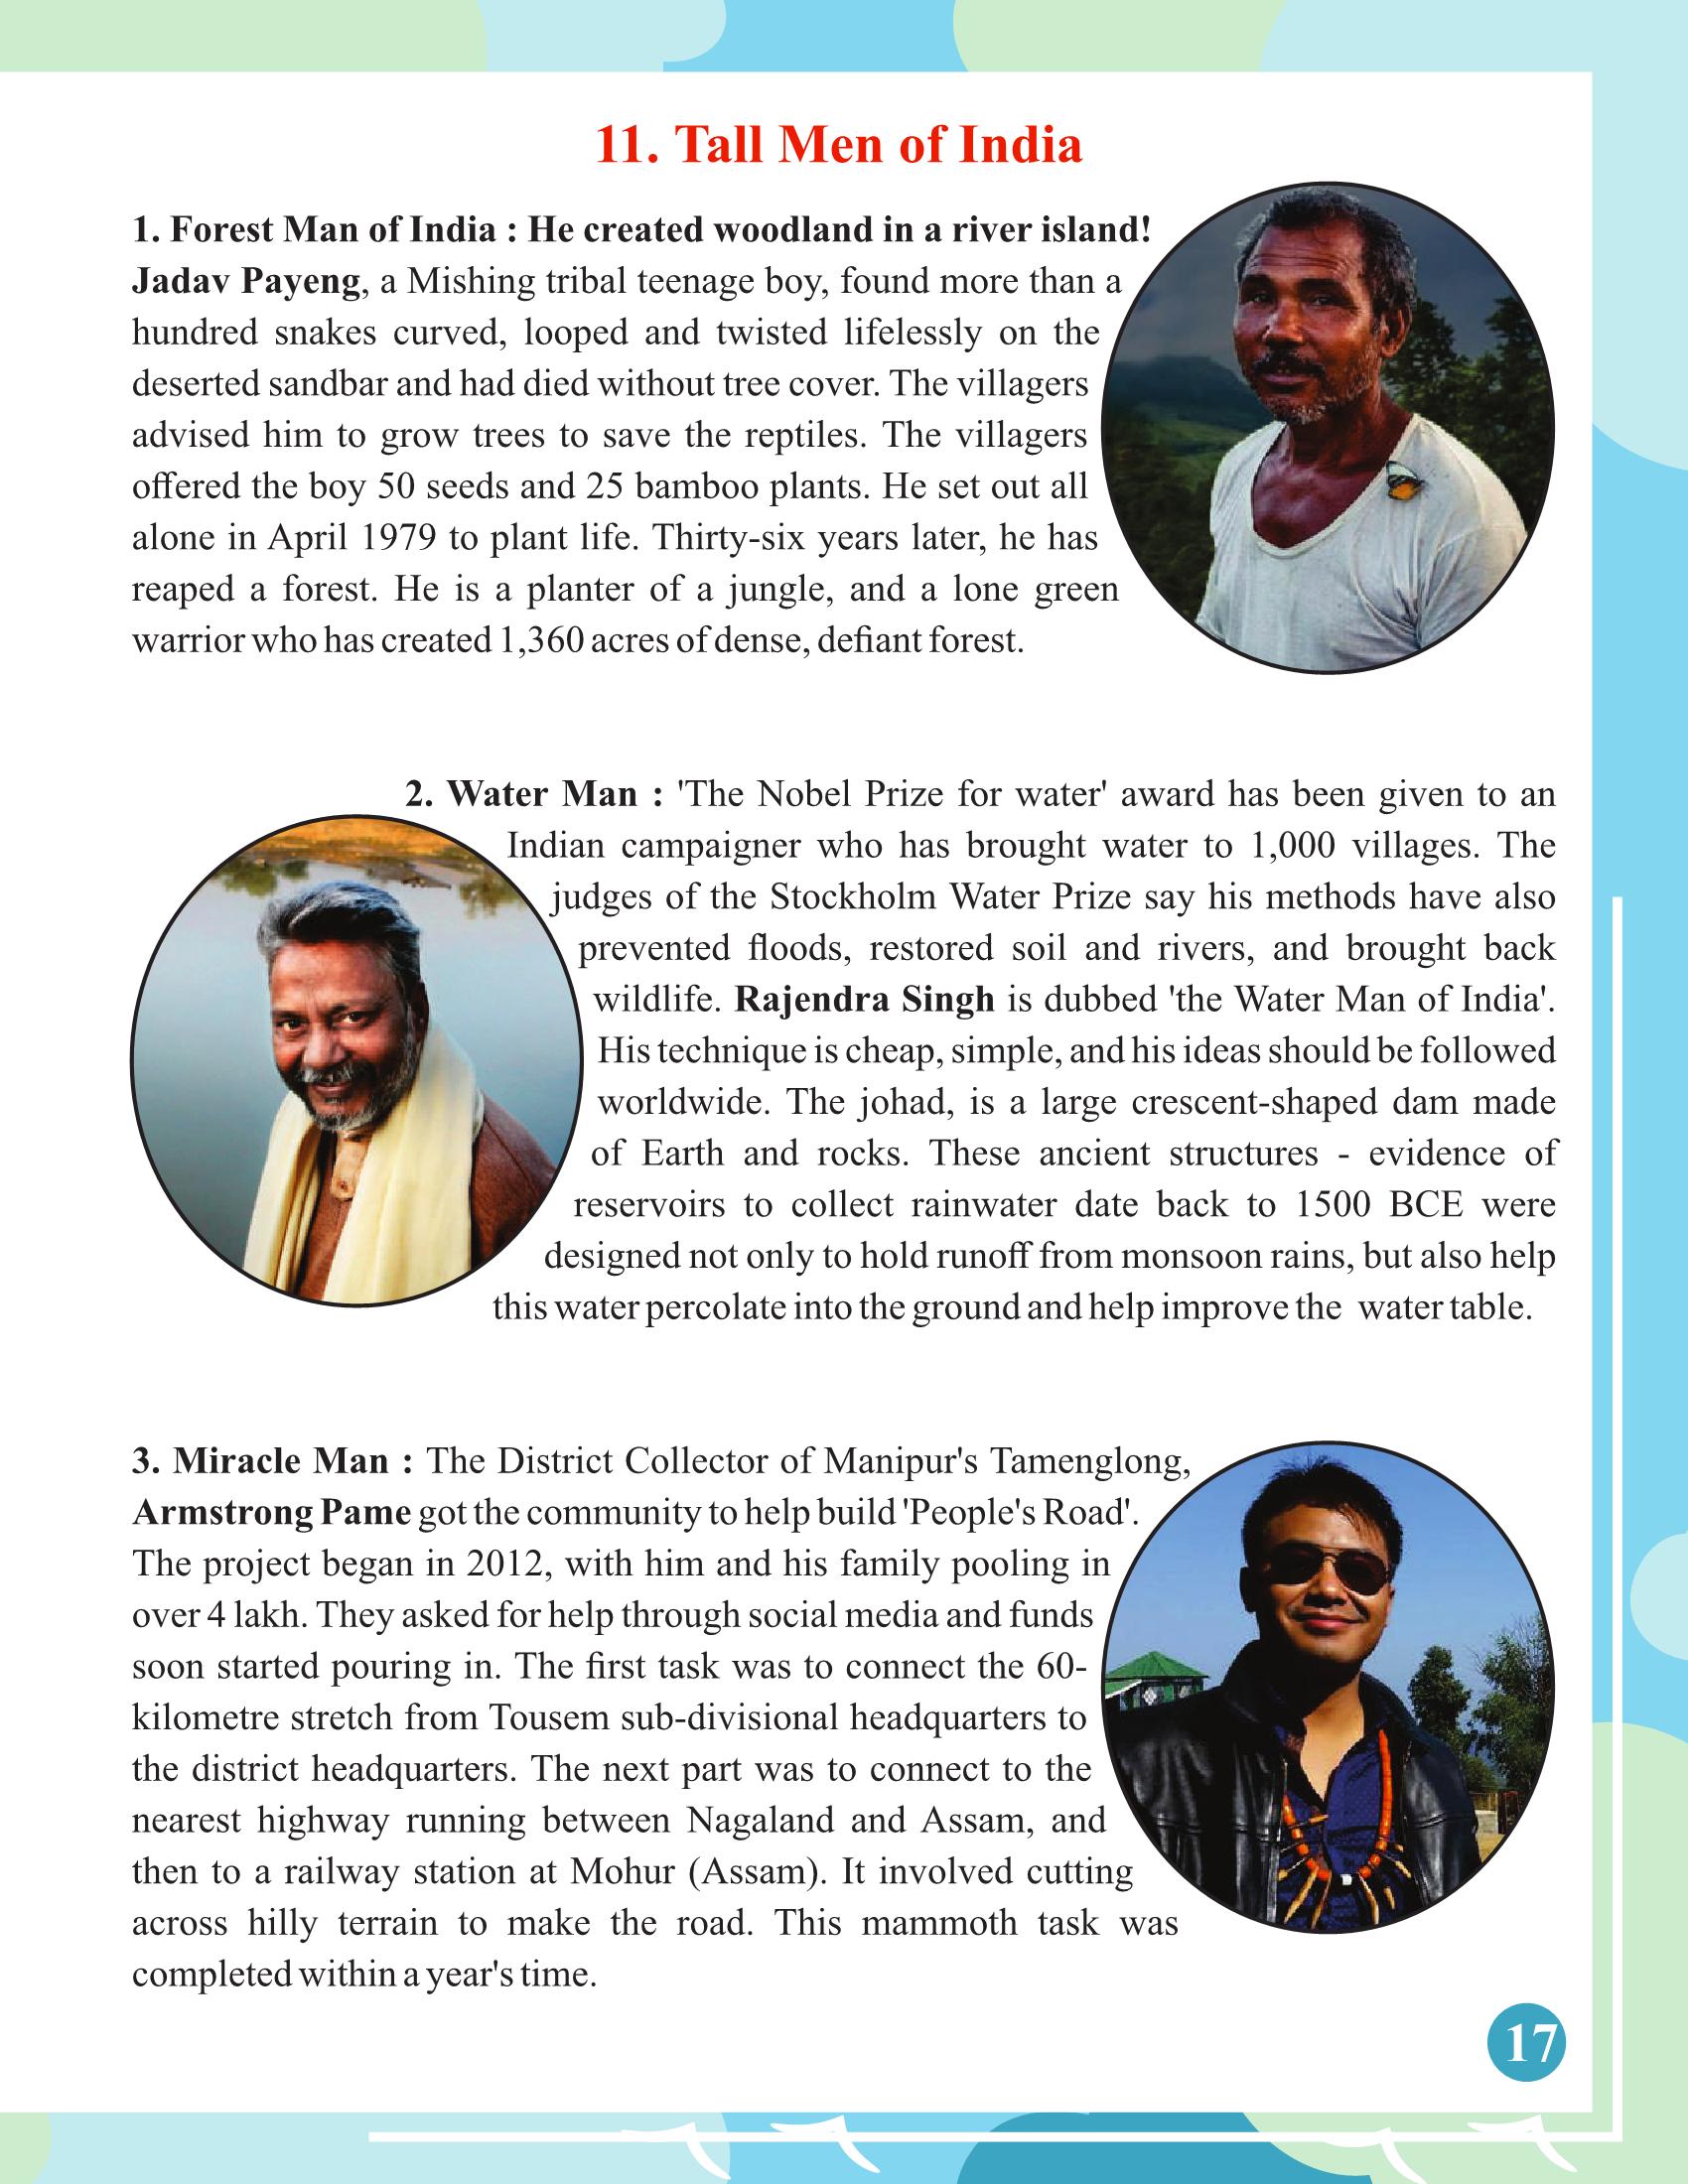 11. Tall Men of India
1. Forest Man of India : He created woodland in a river island!
Jadav Payeng, a Mishing tribal teenage boy, found more than a
hundred snakes curved, looped and twisted lifelessly on the
deserted sandbar and had died without tree cover. The villagers
advised him to grow trees to save the reptiles. The villagers
offered the boy 50 seeds and 25 bamboo plants. He set out all
alone in April 1979 to plant life. Thirty-six years later, he has
reaped a forest. He is a planter of a jungle, and a lone green
warrior who has created 1,360 acres of dense, defiant forest.
2. Water Man : 'The Nobel Prize for water' award has been given to an
Indian campaigner who has brought water to 1,000 villages. The
judges of the Stockholm Water Prize say his methods have also
prevented floods, restored soil and rivers, and brought back
wildlife. Rajendra Singh is dubbed 'the Water Man of India'.
His technique is cheap, simple, and his ideas should be followed
worldwide. The johad, is a large crescent-shaped dam made
of Earth and rocks. These ancient structures - evidence of
reservoirs to collect rainwater date back to 1500 BCE were
designed not only to hold runoff from monsoon rains, but also help
this water percolate into the ground and help improve the water table.
3. Miracle Man : The District Collector of Manipur's Tamenglong,
Armstrong Pame got the community to help build 'People's Road'.
The project began in 2012, with him and his family pooling in
over 4 lakh. They asked for help through social media and funds
soon started pouring in. The first task was to connect the 60-
kilometre stretch from Tousem sub-divisional headquarters to
the district headquarters. The next part was to connect to the
nearest highway running between Nagaland and Assam, and
then to a railway station at Mohur (Assam). It involved cutting
across hilly terrain to make the road. This mammoth task was
completed within a year's time.
17